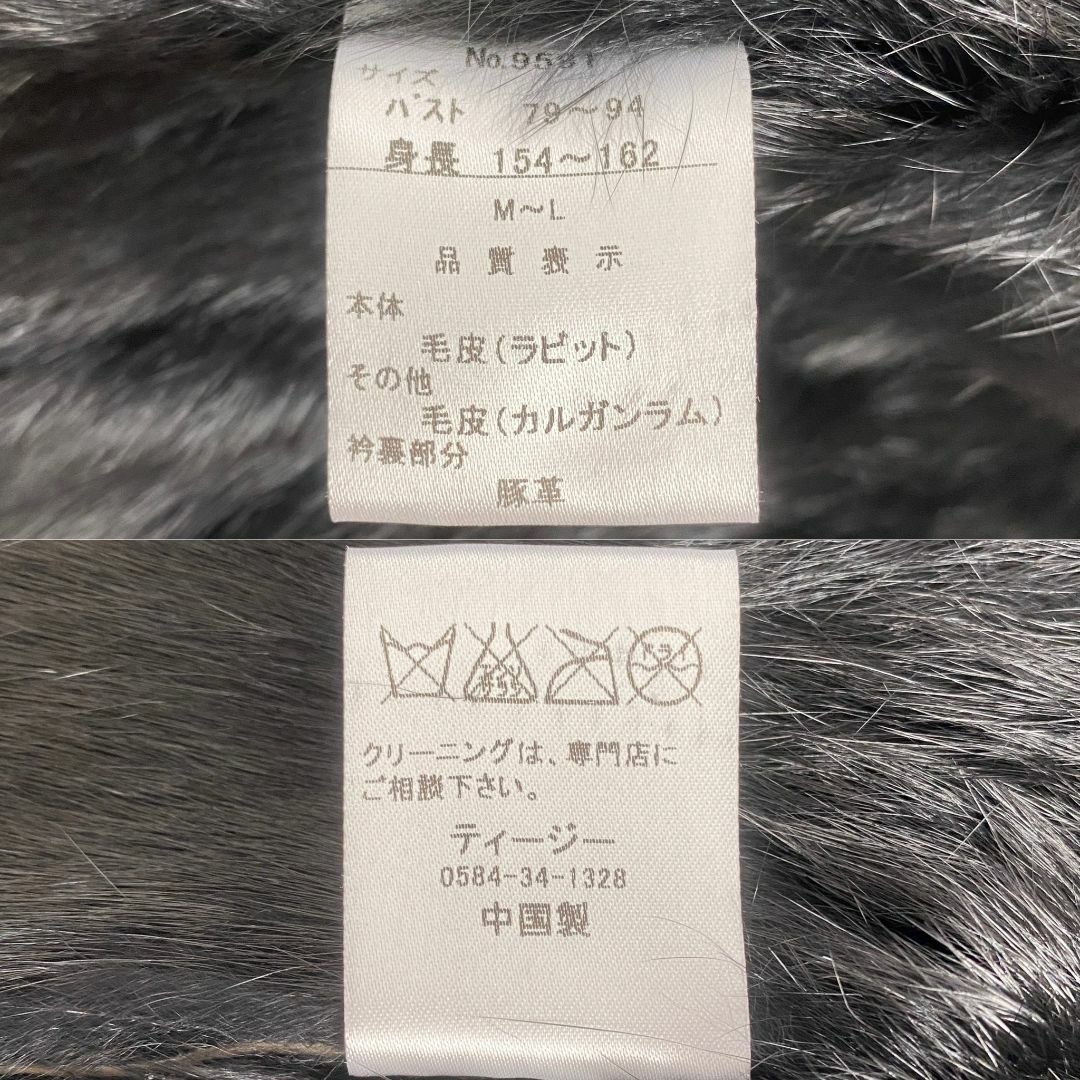 サイズ
バスト 79～94
身長 154～162
M～L
品質表示
本体
毛皮(ラビット)
その他
毛皮(カルガンラム)
衿裏部分
豚革
クリーニングは、専門店に
ご相談下さい。
ティージー
0584-34-1328
中国製